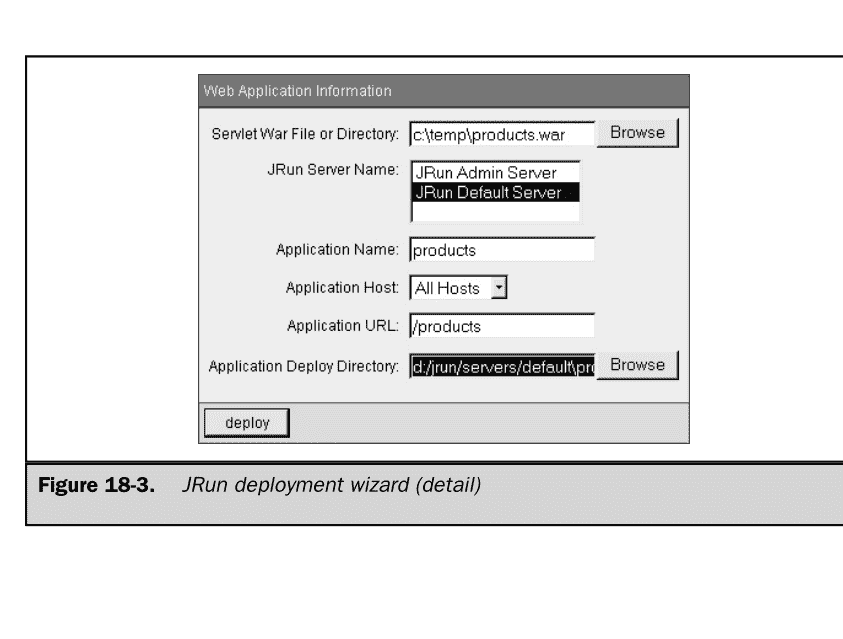 Web Application Information
Servlet War File or Directory: c:\temp\products.war Browse
JRun Server Name: JRun Admin Server
JRun Default Server
Application Name: products
Application Host: All Hosts
Application URL: /products
Application Deploy Directory: d:/jrun/servers/default\pro Browse
deploy
Figure 18-3. JRun deployment wizard (detail)